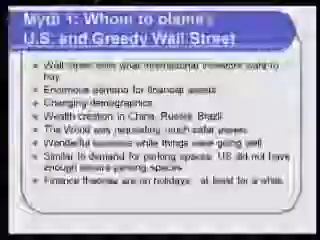 Myth 1: Whom to blame?
U.S. and Greedy Wall Street
Wall Street sells what international investors want to
buy
Enormous demand for financial assets
Changing demographics
Wealth creation in China, Russia, Brazil
The World was
much safer
Wonderful business while things were going well
Similar to demand for parking spaces. US did not have
enough secure parking spaces
Finance theories are on holidays - at least for a while